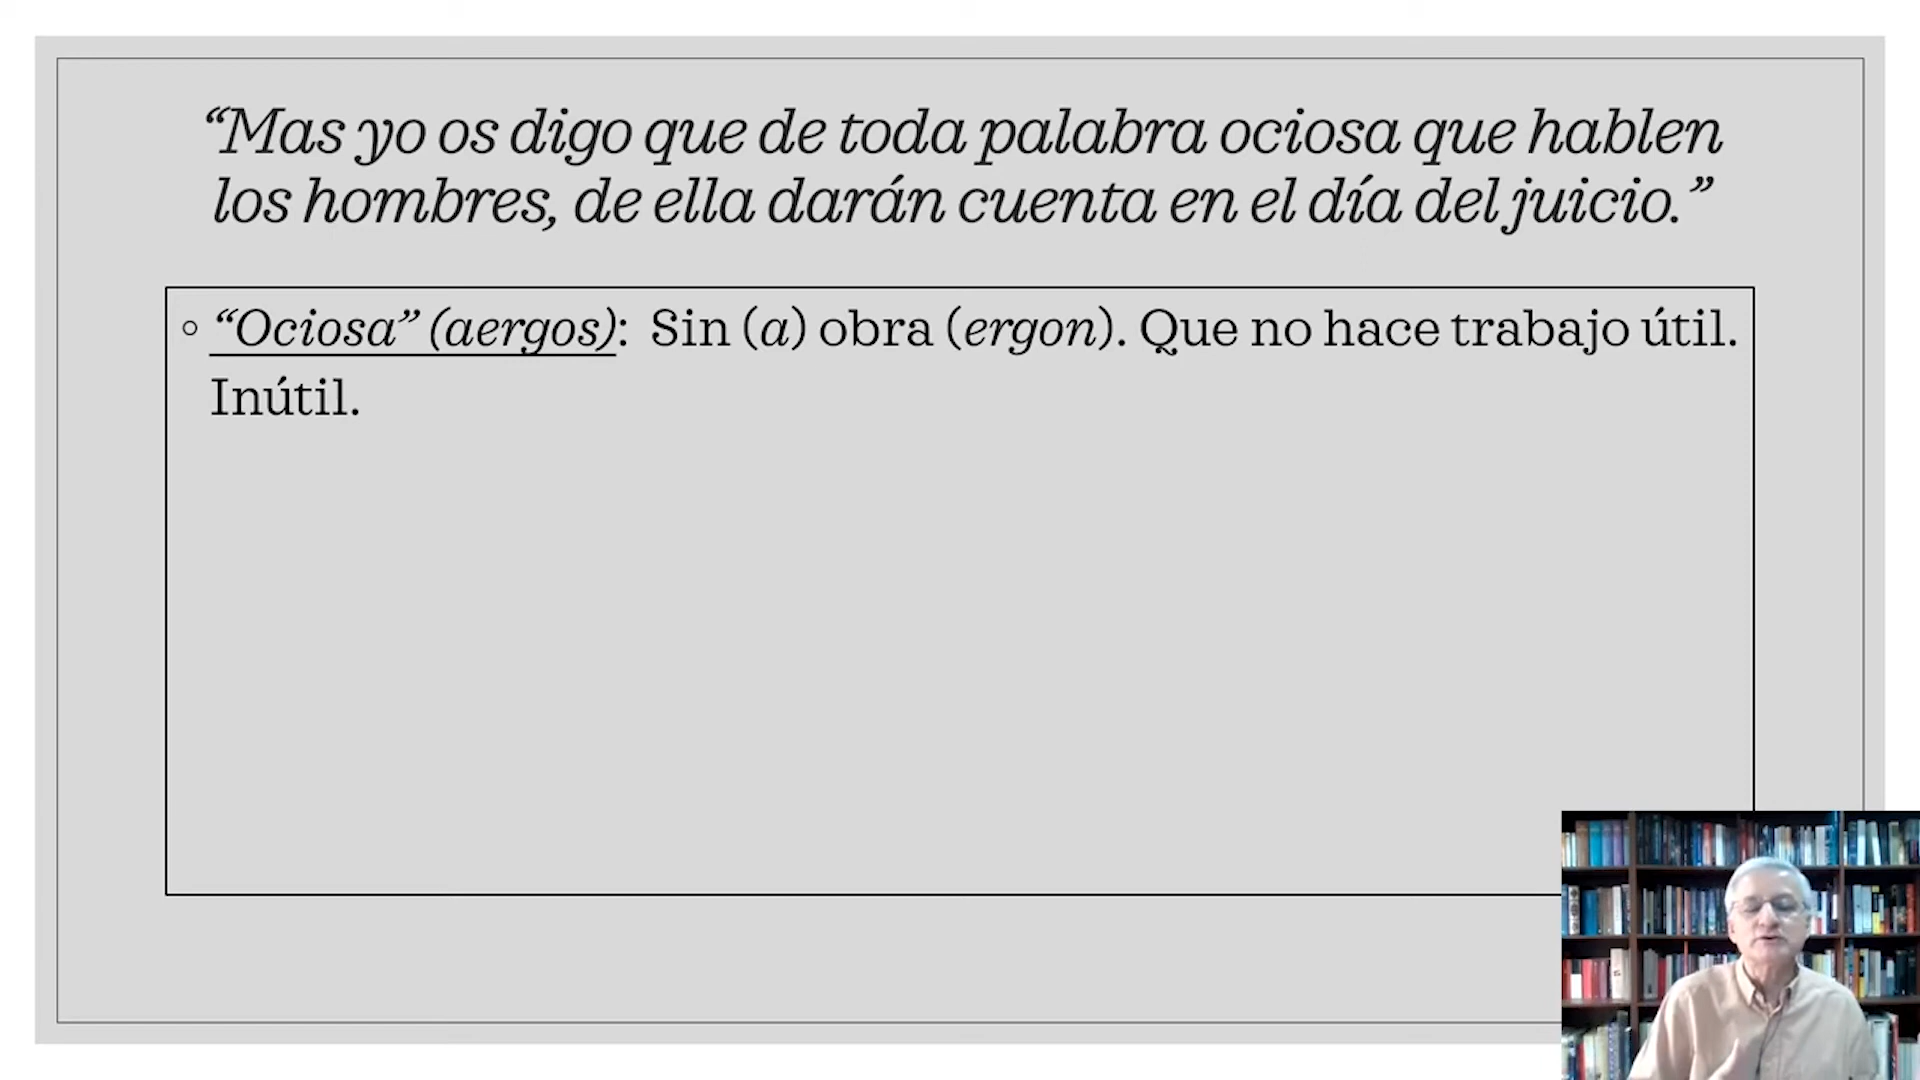 “Mas yo os digo que de toda palabra ociosa que hablen
los hombres, de ella darán cuenta en el día del juicio.”
◦ “Ociosa” (aergos): Sin (a) obra (ergon). Que no hace trabajo útil.
Inútil.